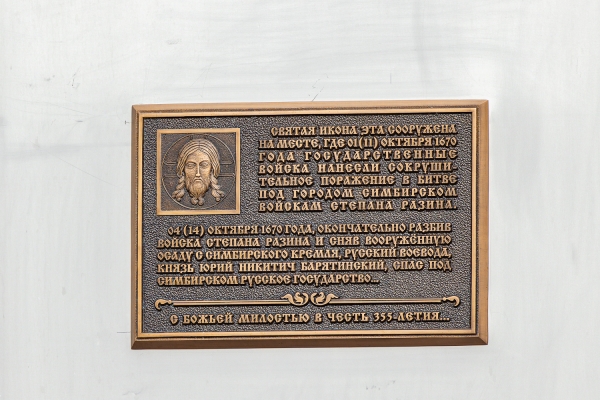 СВЯТАЯ ИКОНА ЭТА СООРУЖЕНА
НА МЕСТЕ, ГДЕ 01(11) ОКТЯБРЯ 1670
ГОДА ГОСУДАРСТВЕННЫЕ
ВОЙСКА НАНЕСЛИ СОКРУШИ
ТЕЛЬНОЕ ПОРАЖЕНИЕ В БИТВЕ
ПОД ГОРОДОМ СИМБИРСКОМ
ВОЙСКАМ СТЕПАНА РАЗИНА.
04 (14) ОКТЯБРЯ 1670 ГОДА, ОКОНЧАТЕЛЬНО РАЗБИВ
ВОЙСКА СТЕПАНА РАЗИНА И СНЯВ ВООРУЖЕННУЮ
ОСАДУ С СИМБИРСКОГО КРЕМЛЯ, РУССКИЙ ВОЕВОДА,
КНЯЗЬ ЮРИЙ НИКИТИЧ БАРЯТИНСКИЙ, СПАС ПОД
СИМБИРСКОМ РУССКОЕ ГОСУДАРСТВО...
С БОЖЬЕЙ МИЛОСТЬЮ В ЧЕСТЬ 355-ЛЕТИЯ...